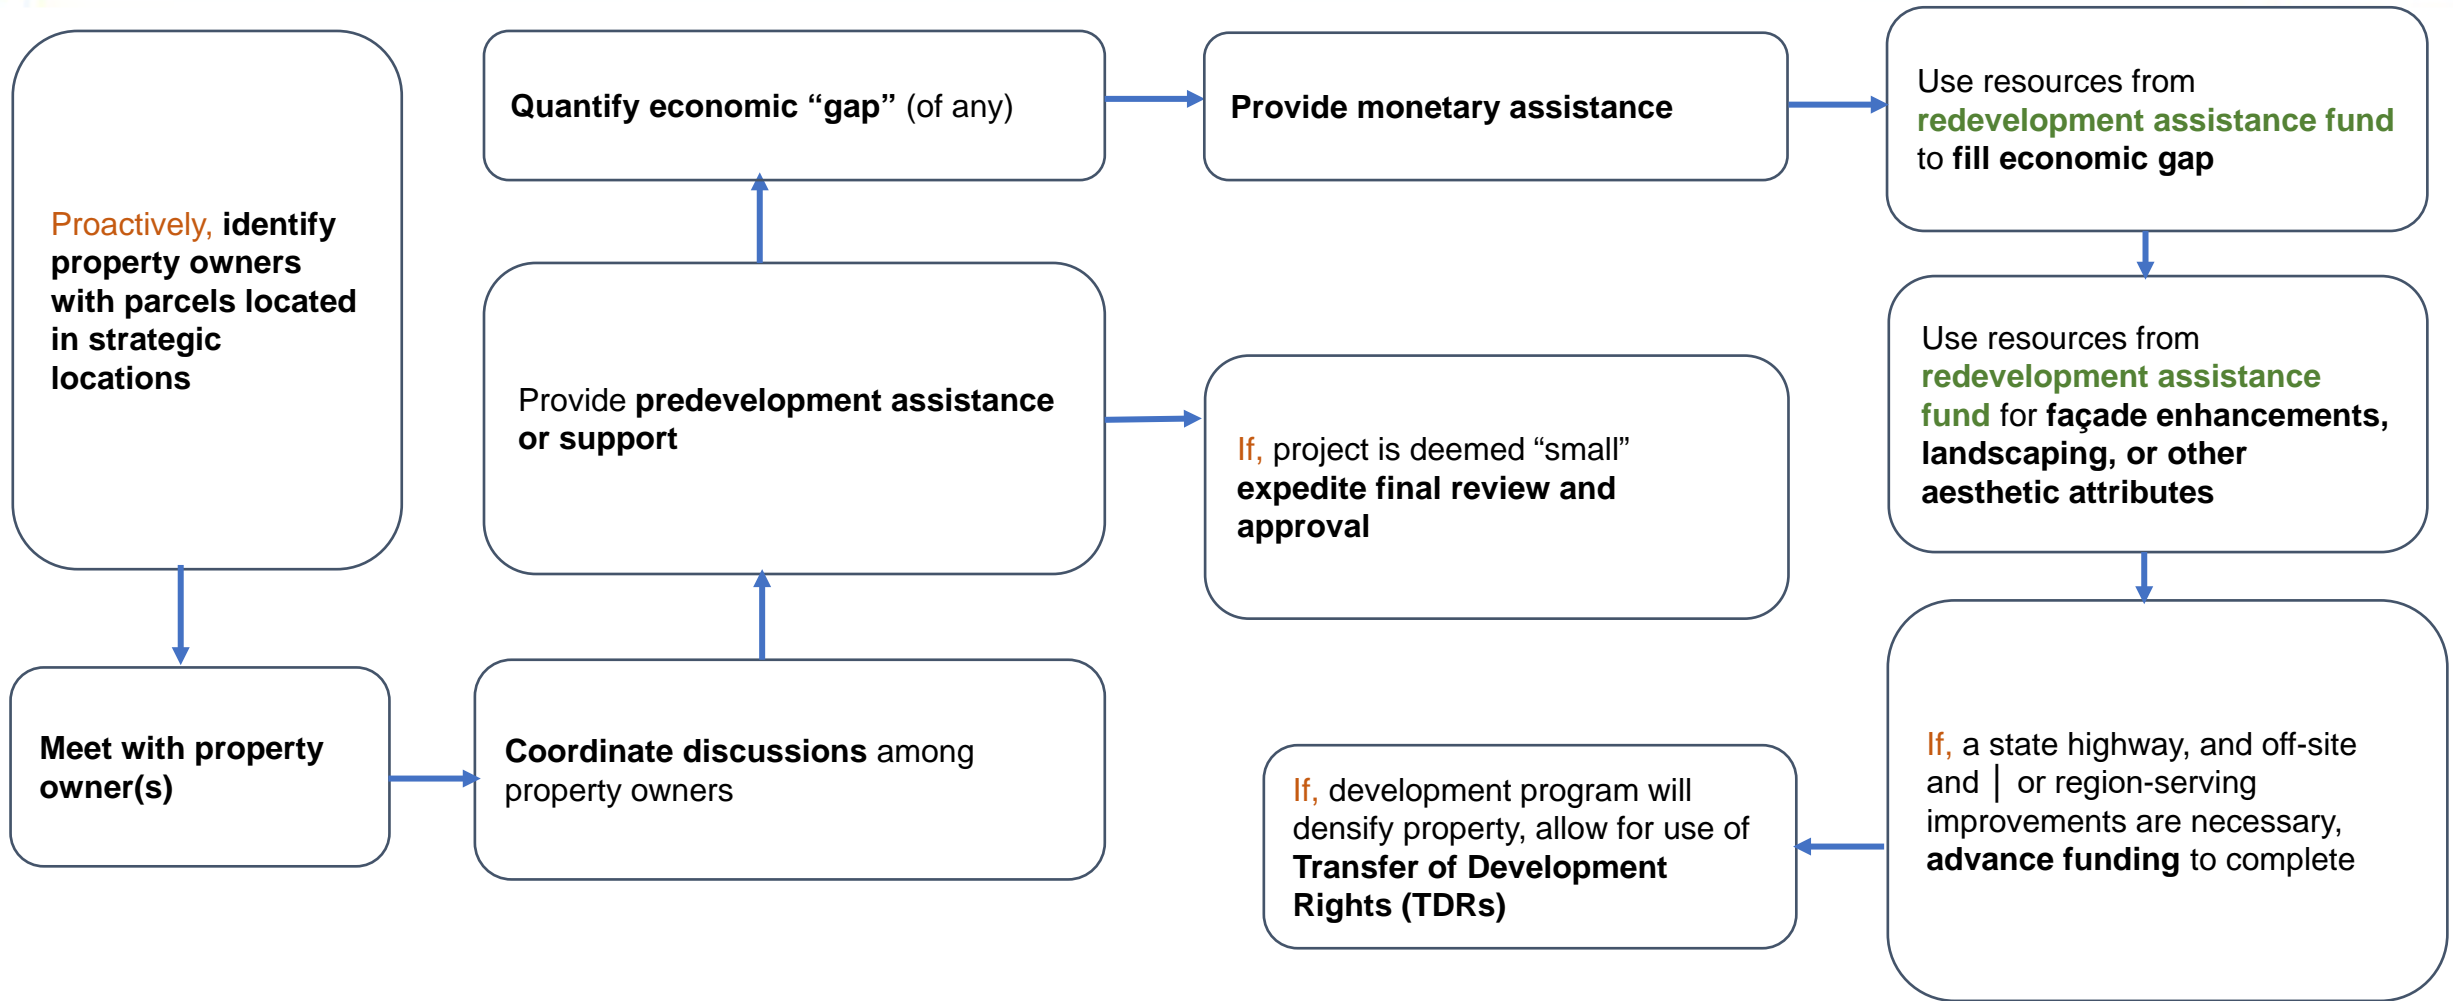 Proactively, identify
property owners
with parcels located
in strategic
locations
Meet with property
owner(s)
Coordinate discussions among
property owners
Provide predevelopment assistance
or support
Quantify economic “gap” (of any)
Provide monetary assistance
If, project is deemed “small”
expedite final review and
approval
Use resources from
redevelopment assistance fund
to fill economic gap
Use resources from
redevelopment assistance
fund for façade enhancements,
landscaping, or other
aesthetic attributes
If, a state highway, and off-site
and │ or region-serving
improvements are necessary,
advance funding to complete
If, development program will
densify property, allow for use of
Transfer of Development
Rights (TDRs)